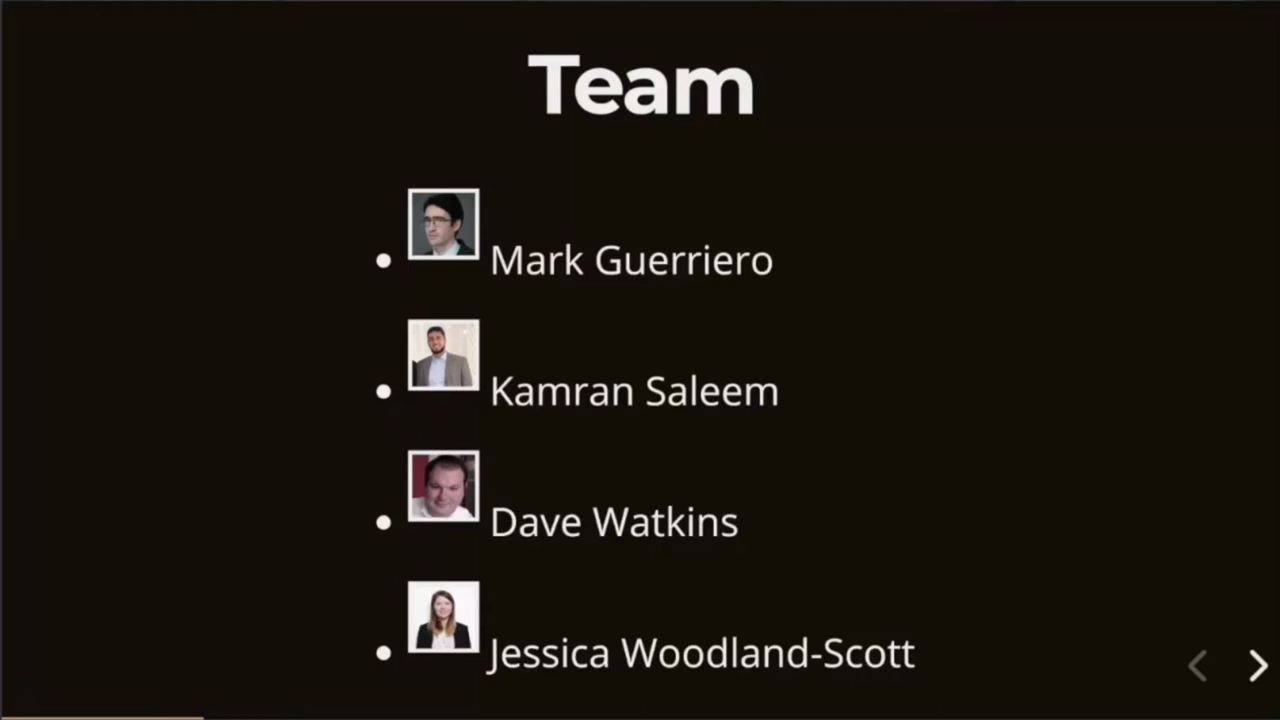 Team
Mark Guerriero
Kamran Saleem
Dave Watkins
Jessica Woodland-Scott